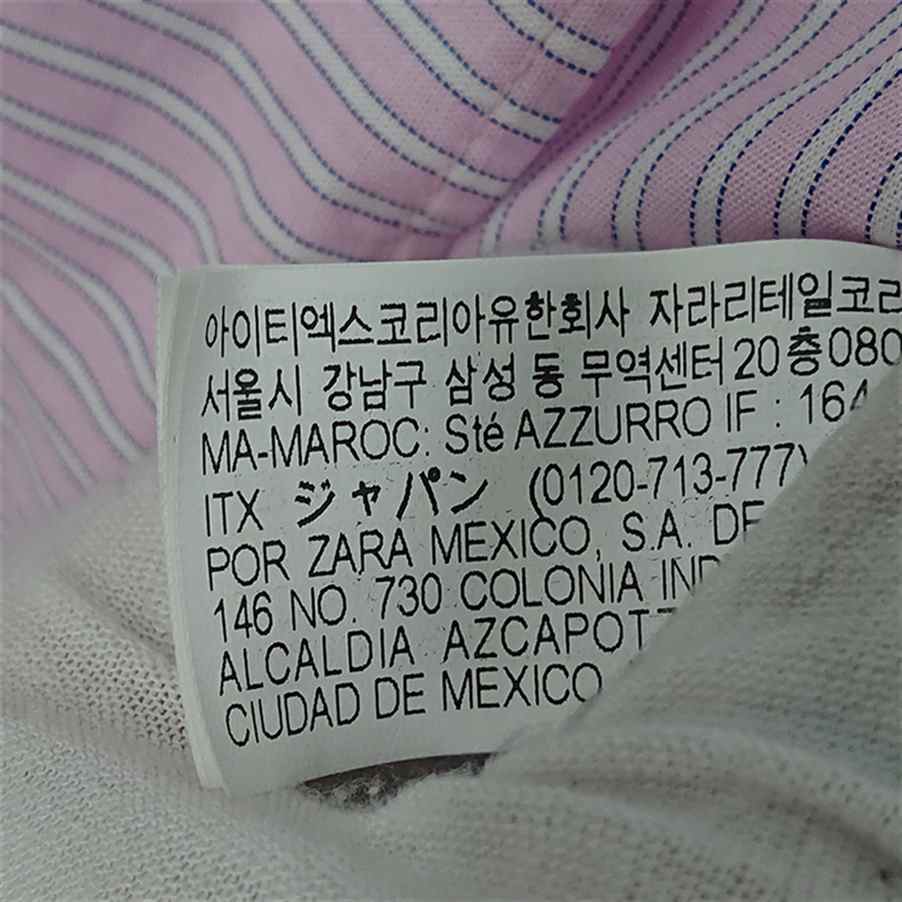 아이티엑스코리아유한회사 자라리테일코리
서울시 강남구 삼성동 무역센터 20층 080
MA-MAROC: Sté AZZURRO IF : 164
ITX ジャパン (0120-713-777)
POR ZARA MEXICO, S.A. DE
146 NO. 730 COLONIA IND
ALCALDIA AZCAPOTZ
CIUDAD DE MEXICO